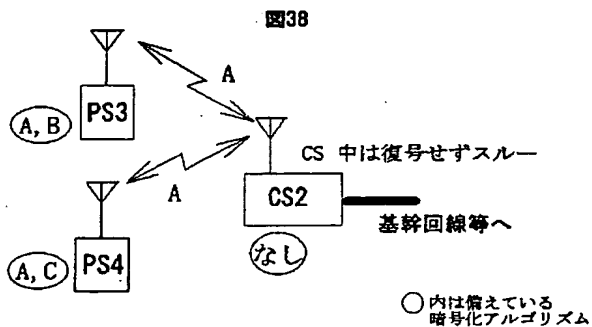 図38
A
PS3
A, B
CS 中は復号せずスルー
A
CS2
基幹回線等へ
なし
PS4
A, C
○内は備えている
暗号化アルゴリズム